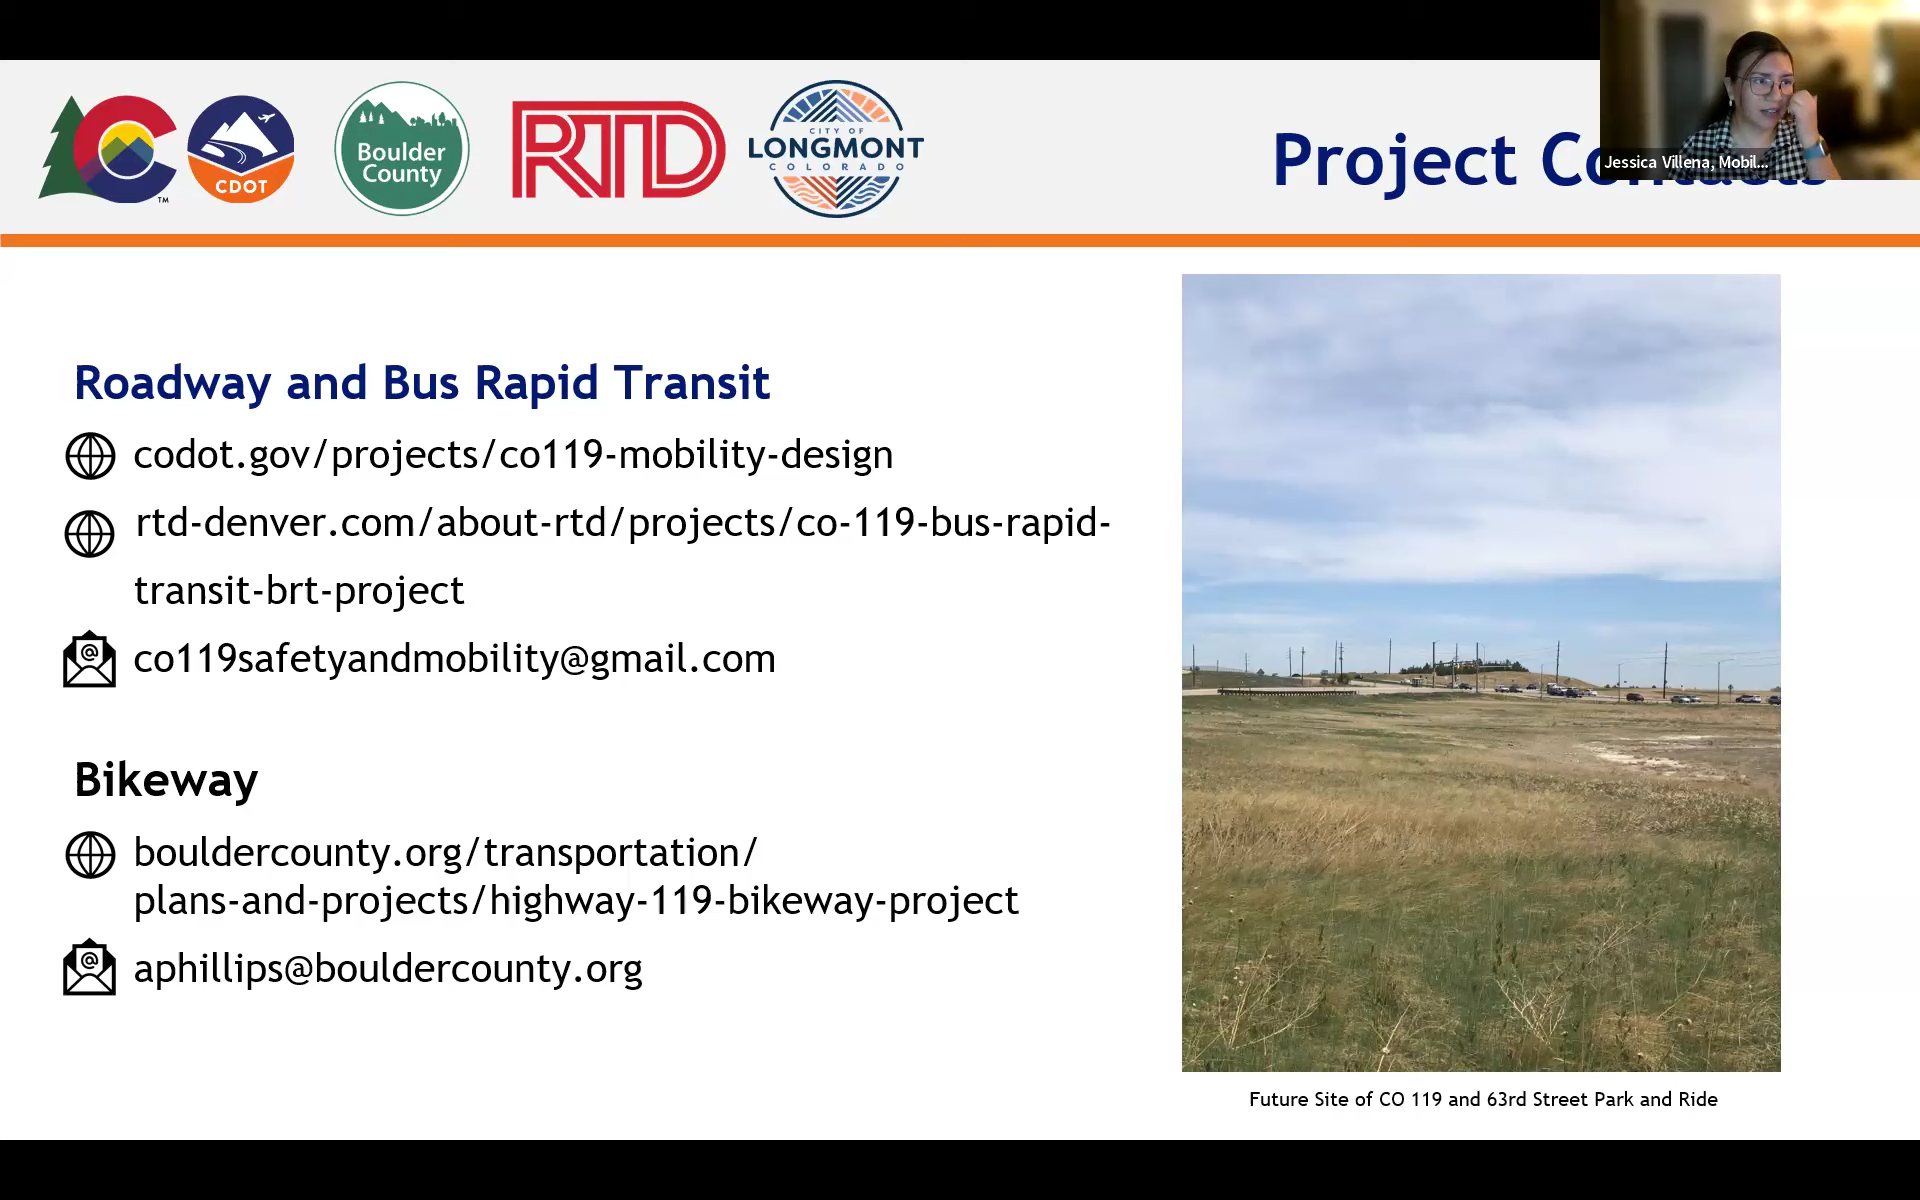 TM
CDOT
Boulder
County
RTD
CITY OF
LONGMONT
COLORADO
Project
Jessica Villena, Mobil...
Roadway and Bus Rapid Transit
codot.gov/projects/co119-mobility-design
rtd-denver.com/about-rtd/projects/co-119-bus-rapid-
transit-brt-project
@
co119safetyandmobility@gmail.com
Bikeway
bouldercounty.org/transportation/
plans-and-projects/highway-119-bikeway-project
@
aphillips@bouldercounty.org
Future Site of CO 119 and 63rd Street Park and Ride